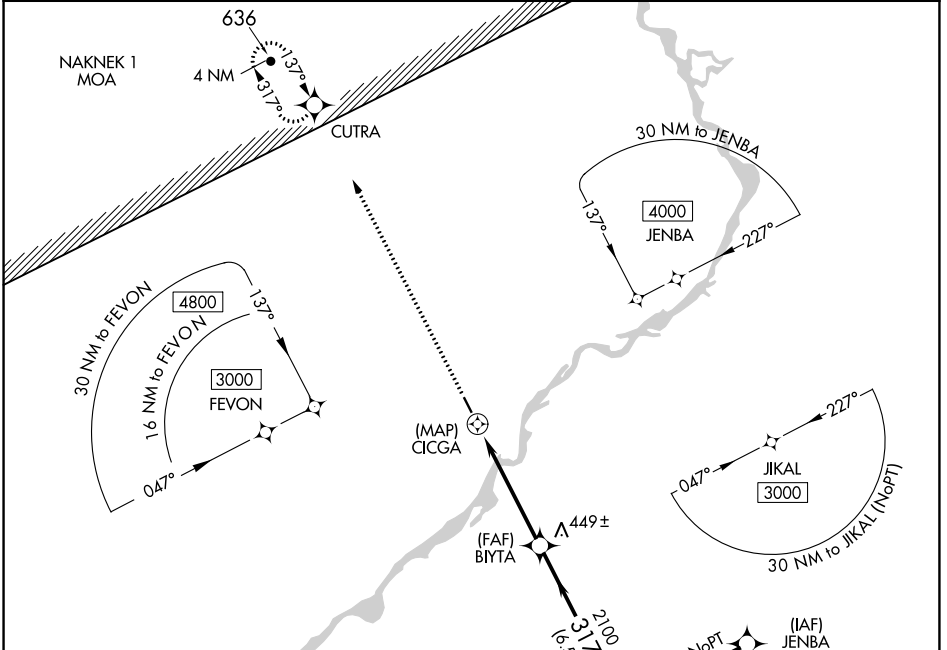 636
NAKNEK 1
MOA
4 NM
137°
317°
CUTRA
30 NM to JENBA
4000
JENBA
137°
227°
30 NM to FEVON
4800
16 NM to FEVON
137°
3000
FEVON
047°
(MAP)
CICGA
227°
047°
JIKAL
3000
30 NM to JIKAL (NoPT)
449±
(FAF)
BIYTA
2100
317
NoPT
(IAF)
JENBA